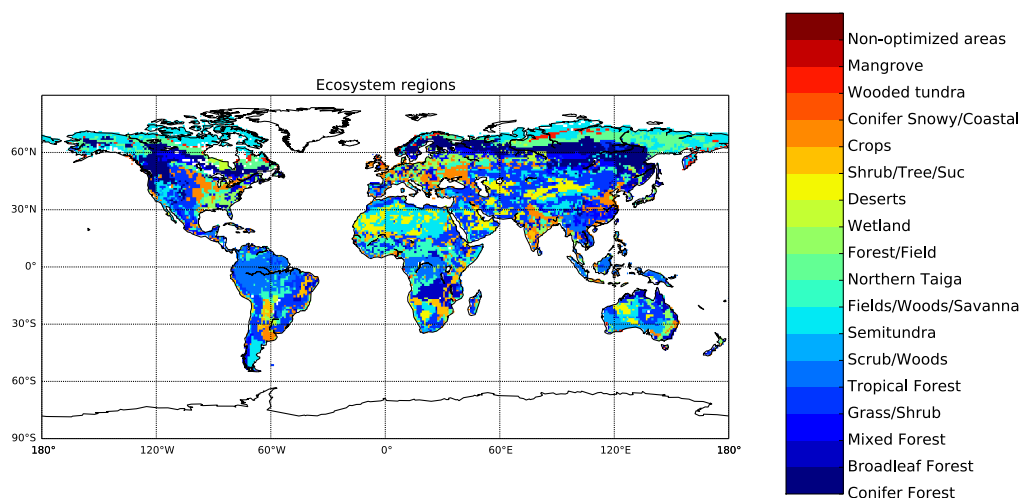 Ecosystem regions
60°N
30°N
0°
30°S
60°S
90°S
180°
120°W
60°W
0°
60°E
120°E
180°
Non-optimized areas
Mangrove
Wooded tundra
Conifer Snowy/Coastal
Crops
Shrub/Tree/Suc
Deserts
Wetland
Forest/Field
Northern Taiga
Fields/Woods/Savanna
Semitundra
Scrub/Woods
Tropical Forest
Grass/Shrub
Mixed Forest
Broadleaf Forest
Conifer Forest